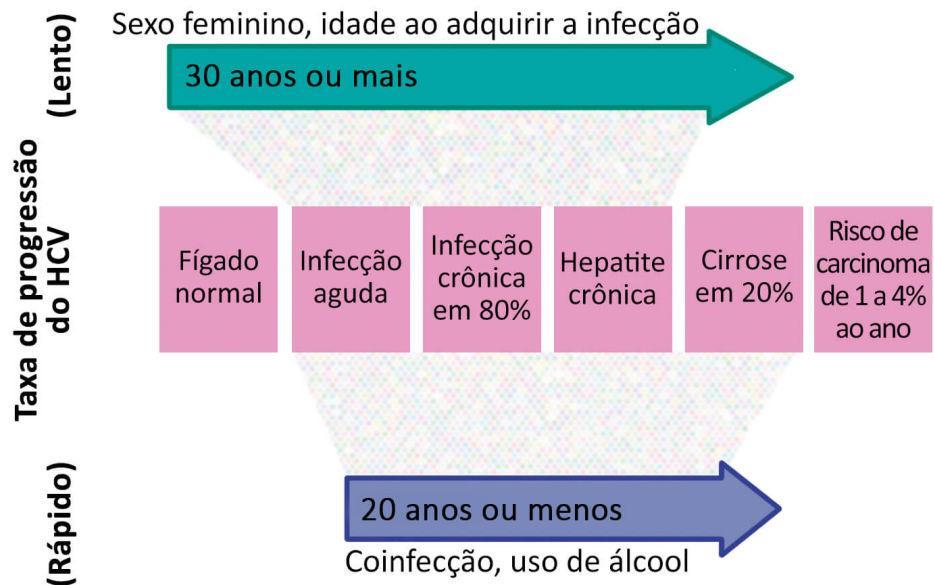 Sexo feminino, idade ao adquirir a infecção
30 anos ou mais
(Lento)
Taxa de progressão
do HCV
(Rápido)
Fígado
normal
Infecção
aguda
Infecção
crônica
em 80%
Hepatite
crônica
Cirrose
em 20%
Risco de
carcinoma
de 1 a 4%
ao ano
20 anos ou menos
Coinfecção, uso de álcool